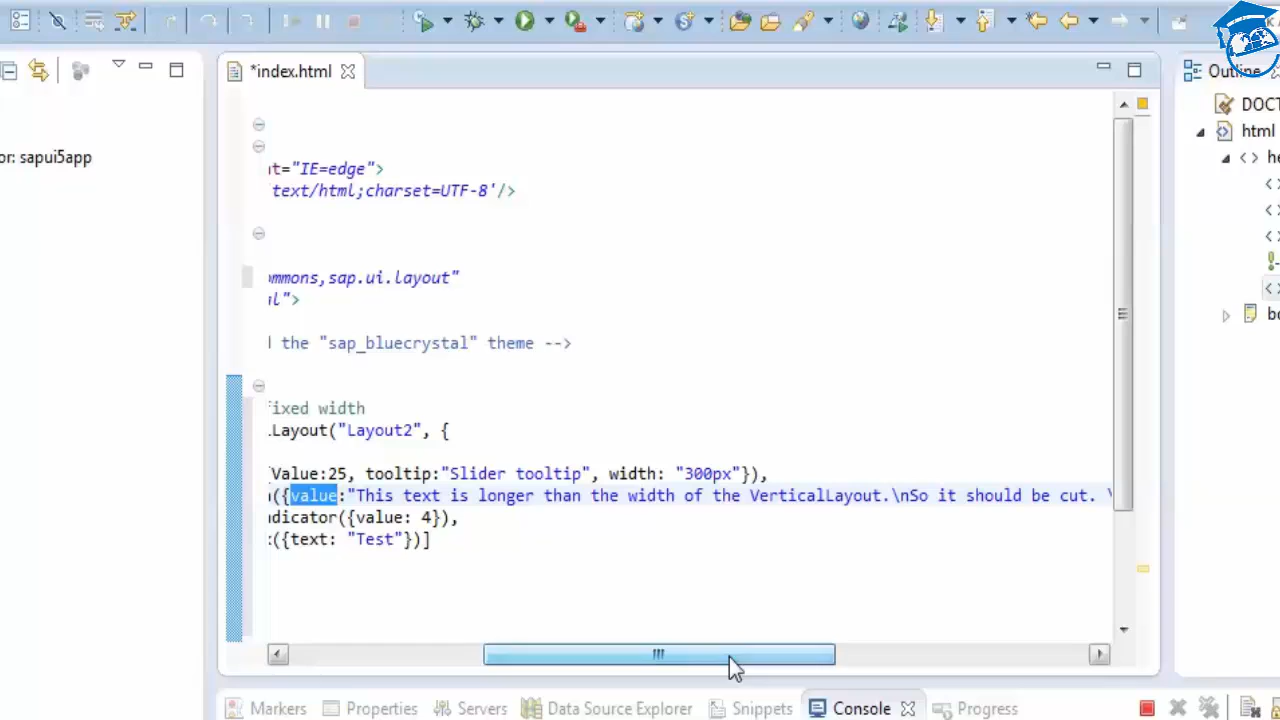 *index.html
Outline
or: sapui5app
DOCT
html
he
bo
t="IE=edge">
text/html;charset=UTF-8'/>
ommons,sap.ui.layout"
l">
d the "sap_bluecrystal" theme -->
fixed width
.Layout("Layout2", {
Value:25, tooltip:"Slider tooltip", width: "300px"}),
({value:"This text is longer than the width of the VerticalLayout.\nSo it should be cut. \
ndicator({value: 4}),
({text: "Test"})]
Markers
Properties
Servers
Data Source Explorer
Snippets
Console
Progress